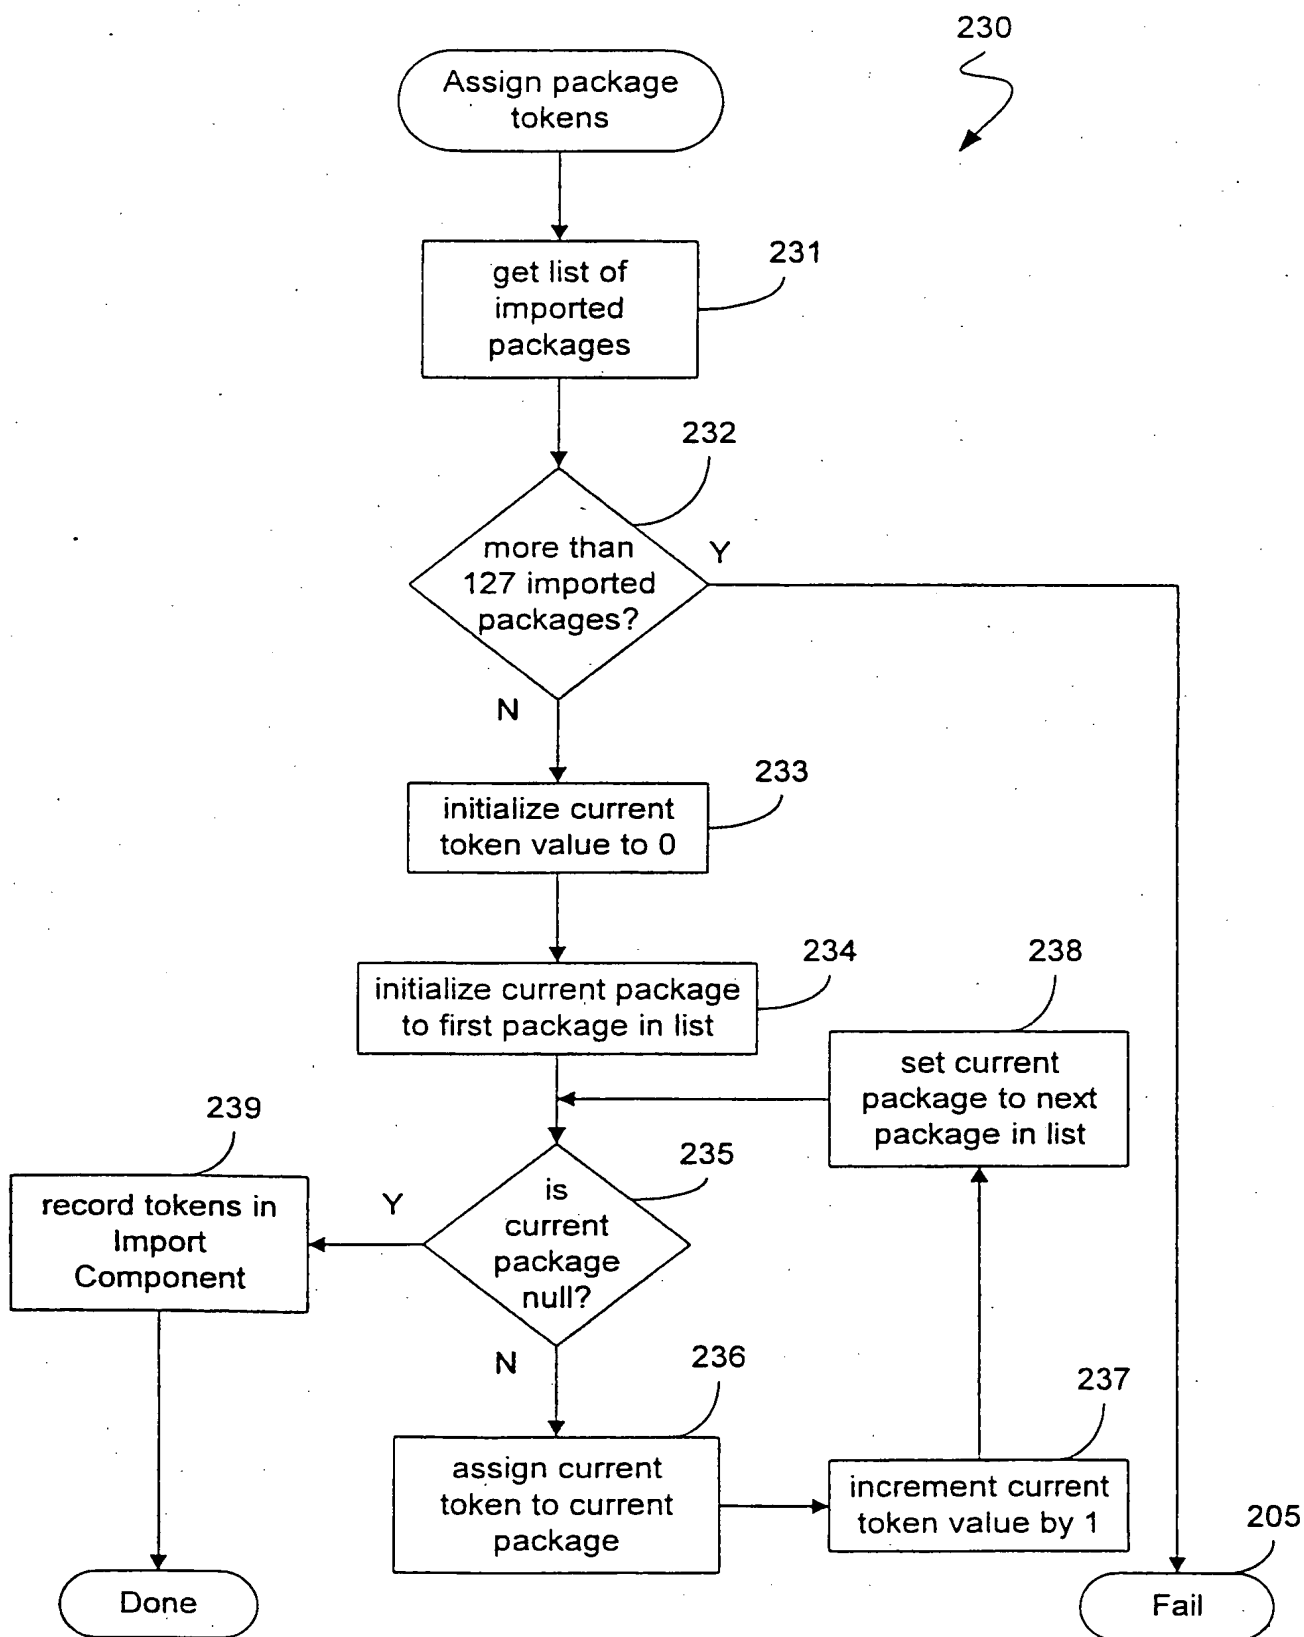 230
Assign package
tokens
231
get list of
imported
packages
232
more than
127 imported
packages?
Y
N
233
initialize current
token value to 0
234
initialize current package
to first package in list
238
set current
package to next
package in list
239
record tokens in
Import
Component
Y
235
is
current
package
null?
N
236
assign current
token to current
package
237
increment current
token value by 1
205
Done
Fail